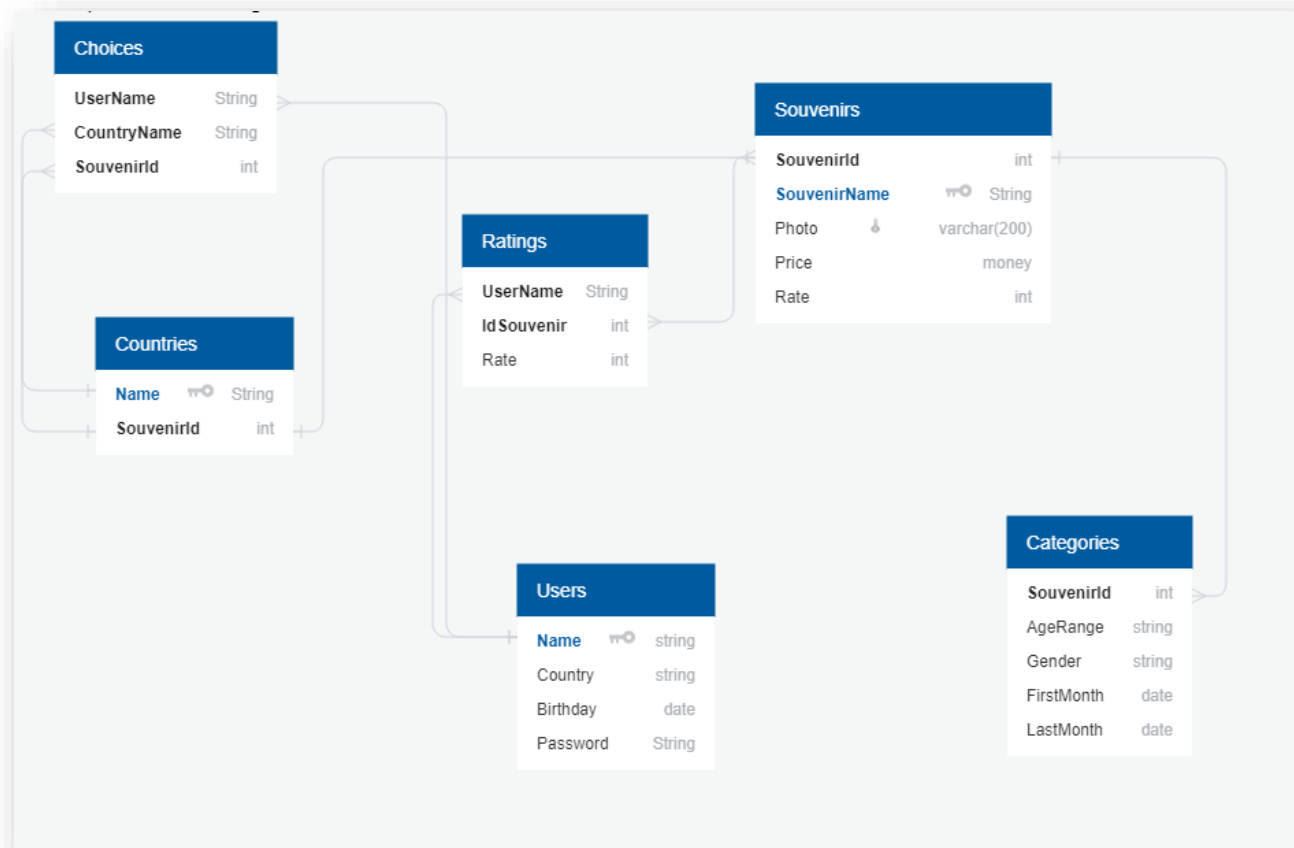 Choices
UserName String
CountryName String
SouvenirId int
Souvenirs
SouvenirId int
SouvenirName String
Photo varchar(200)
Price money
Rate int
Ratings
UserName String
IdSouvenir int
Rate int
Countries
Name String
SouvenirId int
Users
Name string
Country string
Birthday date
Password String
Categories
SouvenirId int
AgeRange string
Gender string
FirstMonth date
LastMonth date